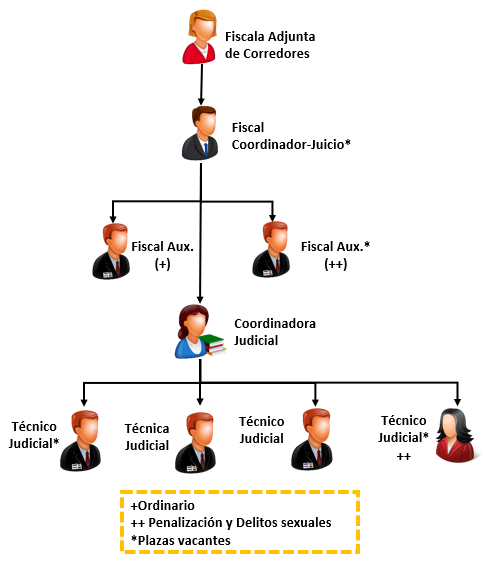 Fiscala Adjunta
de Corredores
Fiscal
Coordinador-Juicio*
Fiscal Aux.
(+)
Fiscal Aux.*
(++)
Coordinadora
Judicial
Técnico
Judicial*
Técnica
Judicial
Técnico
Judicial
Técnico
Judicial*
++
+Ordinario
++ Penalización y Delitos sexuales
*Plazas vacantes